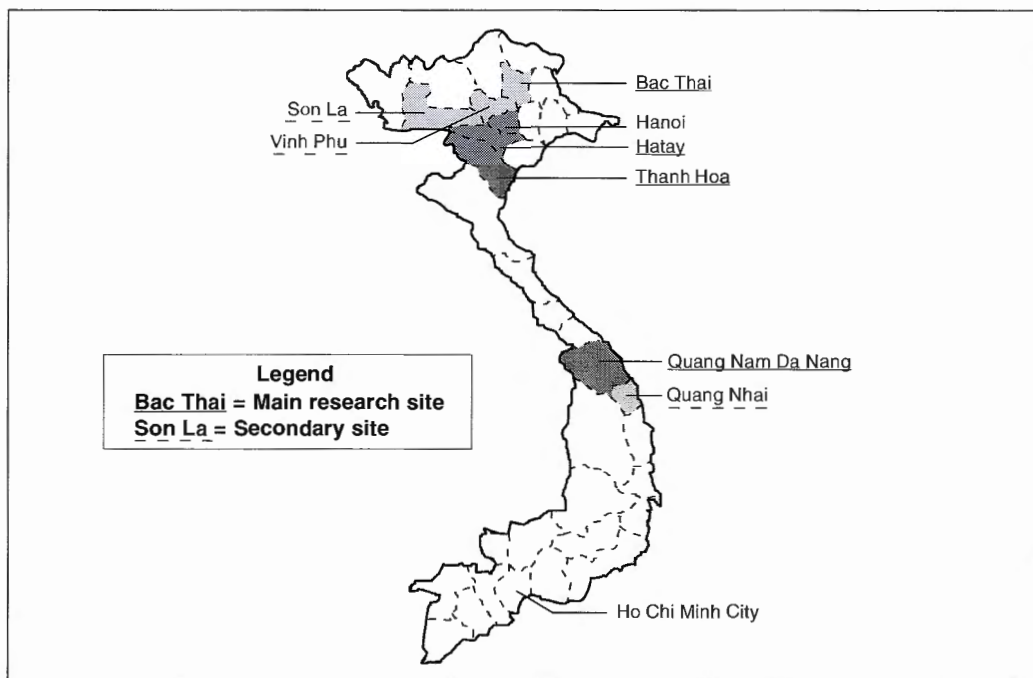 Bac Thai
Son La
Hanoi
Vinh Phu
Hatay
Thanh Hoa
Quang Nam Da Nang
Quang Nhai
Legend
Bac Thai = Main research site
Son La = Secondary site
Ho Chi Minh City